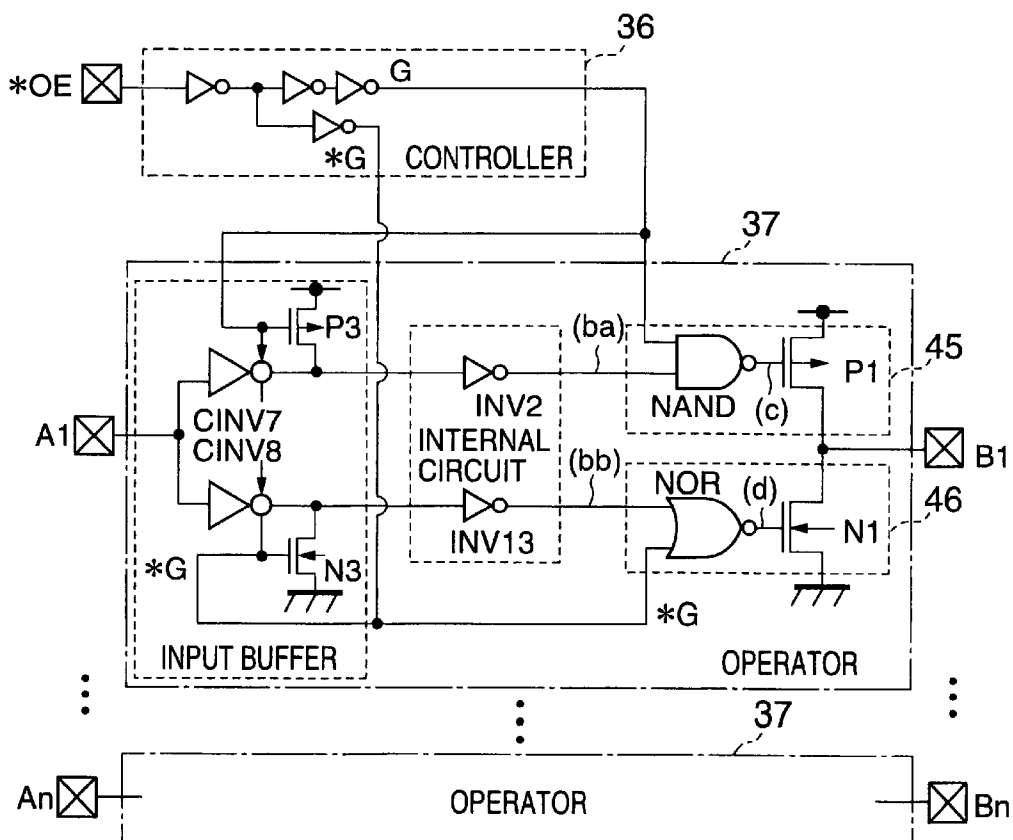 36
*OE
G
*G
CONTROLLER
37
P3
(ba)
45
CINV7
INV2
NAND
(c)
P1
A1
CINV8
INTERNAL
CIRCUIT
(bb)
NOR
(d)
B1
*G
N3
INV13
N1
46
*G
INPUT BUFFER
OPERATOR
37
An
OPERATOR
Bn